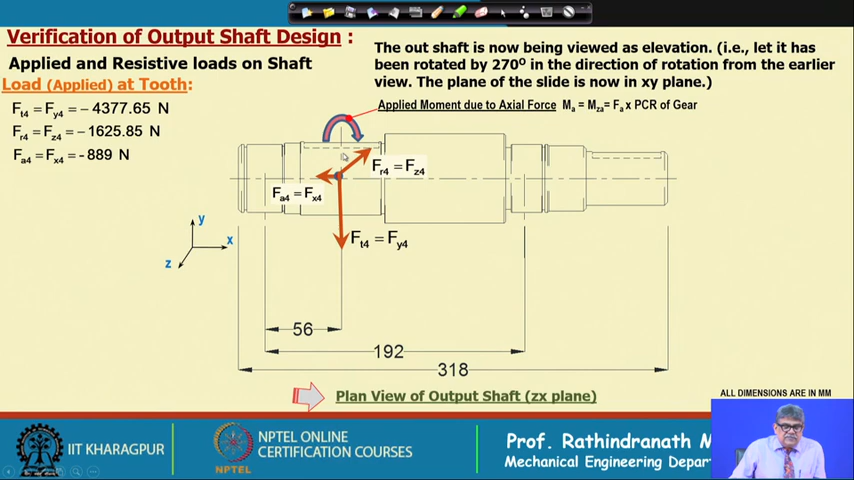 Verification of Output Shaft Design :
Applied and Resistive loads on Shaft
Load (Applied) at Tooth:
The out shaft is now being viewed as elevation. (i.e., let it has
been rotated by 270⁰ in the direction of rotation from the earlier
view. The plane of the slide is now in xy plane.)
Applied Moment due to Axial Force Ma = Mza= Fa x PCR of Gear
Ft4 = Fy4 = – 4377.65 N
Fr4 = Fz4 = – 1625.85 N
Fa4 = Fx4 = - 889 N
Fr4 = Fz4
Fa4 = Fx4
Ft4 = Fy4
y
x
z
56
192
318
Plan View of Output Shaft (zx plane)
ALL DIMENSIONS ARE IN MM
IIT KHARAGPUR
NPTEL
NPTEL ONLINE
CERTIFICATION COURSES
Prof. Rathindranath M
Mechanical Engineering Depar